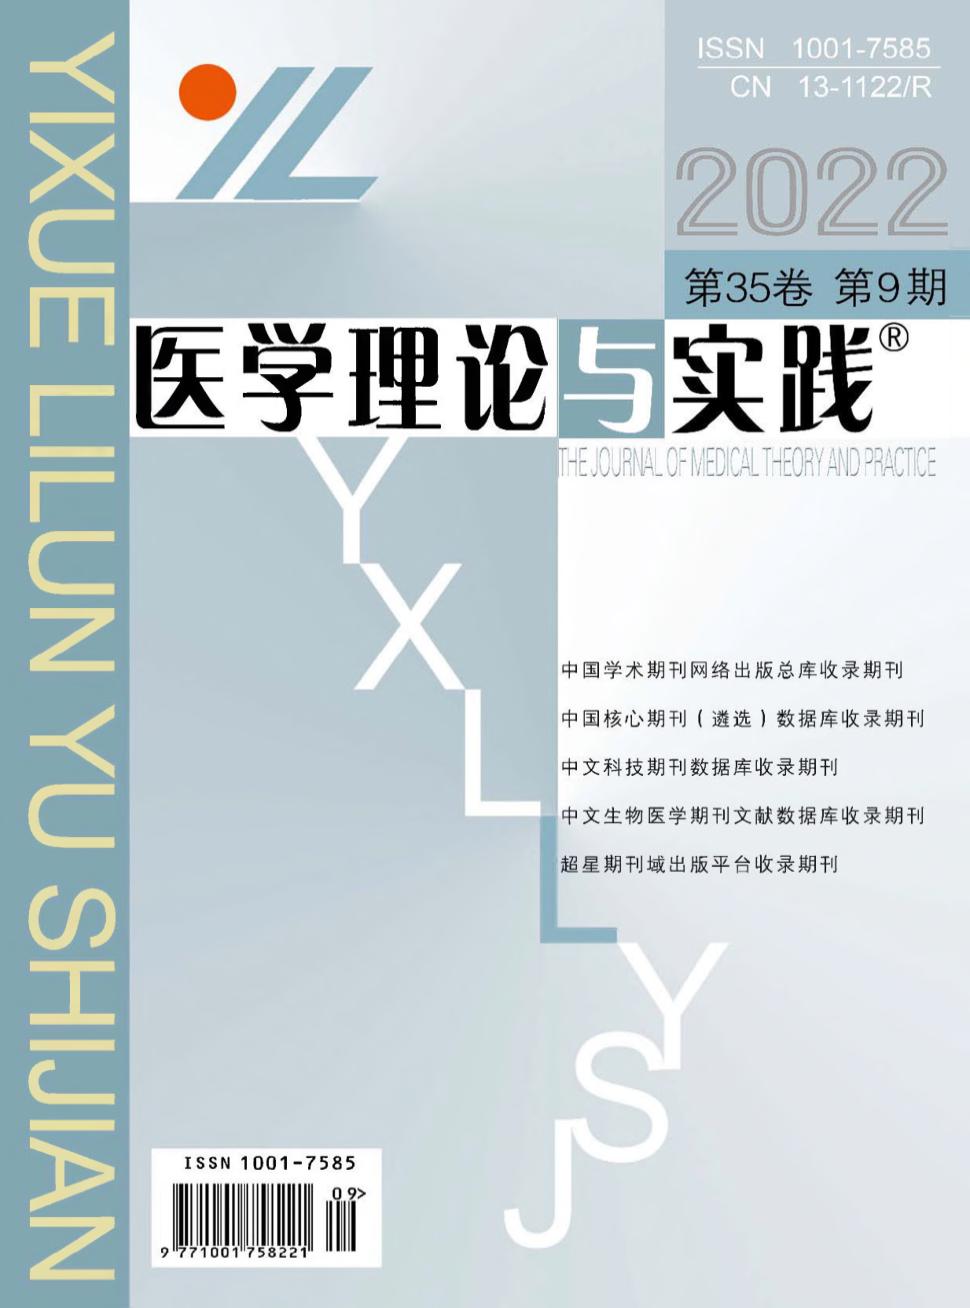 YIXUE LILUN YU SHIJIAN
YL
ISSN 1001-7585
CN 13-1122/R
2022
第35卷 第9期
医学理论与实践®
THE JOURNAL OF MEDICAL THEORY AND PRACTICE
Y
X
L
L
Y
S
J
中国学术期刊网络出版总库收录期刊
中国核心期刊(遴选)数据库收录期刊
中文科技期刊数据库收录期刊
中文生物医学期刊文献数据库收录期刊
超星期刊域出版平台收录期刊
ISSN 1001-7585
09>
9 771001 758221